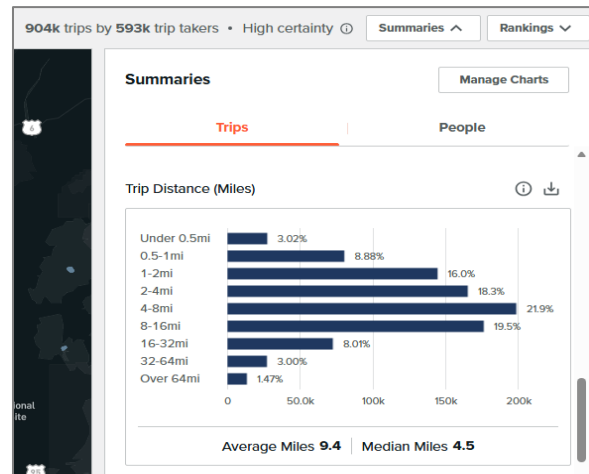 904k trips by 593k trip takers • High certainty
Summaries
Rankings
Summaries
Manage Charts
Trips
People
6
Trip Distance (Miles)
Under 0.5mi 3.02%
0.5-1mi 8.88%
1-2mi 16.0%
2-4mi 18.3%
4-8mi 21.9%
8-16mi 19.5%
16-32mi 8.01%
32-64mi 3.00%
Over 64mi 1.47%
0 50.0k 100k 150k 200k
ional
ite
Average Miles 9.4 | Median Miles 4.5
95